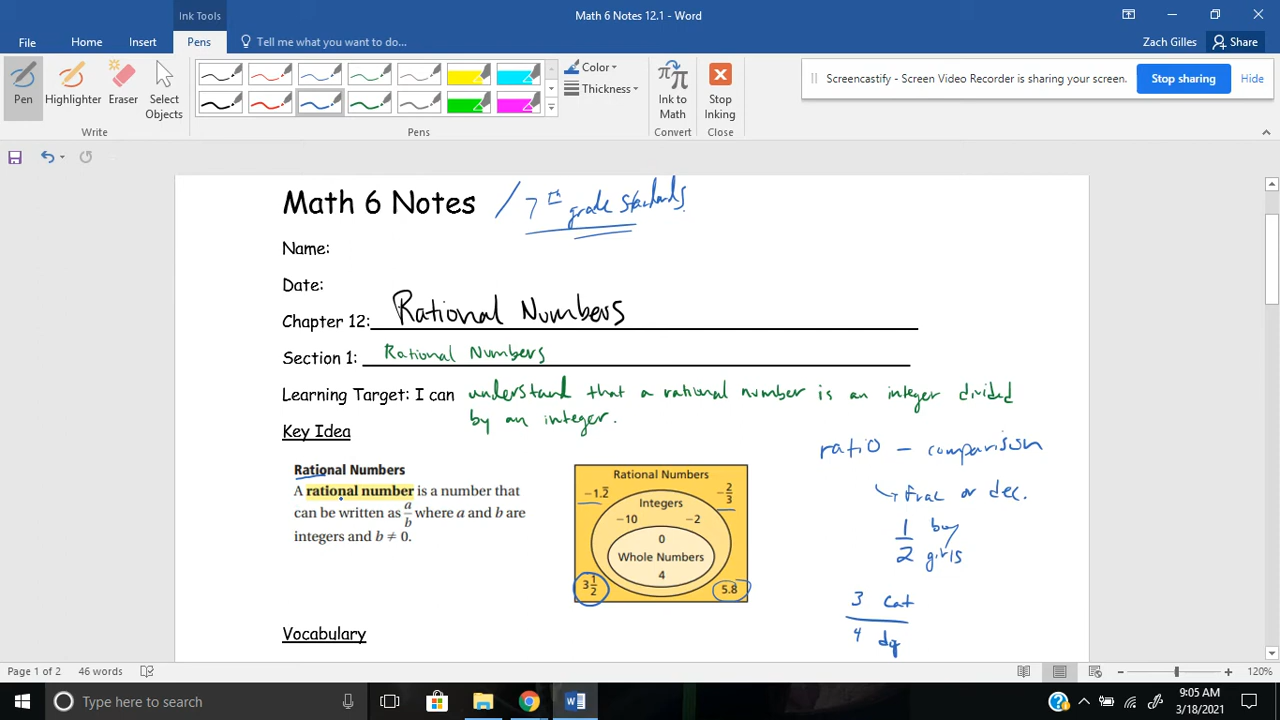 Ink Tools
Math 6 Notes 12.1 - Word
File
Home
Insert
Pens
Tell me what you want to do...
Zach Gilles
Share
Pen
Highlighter
Eraser
Select
Objects
Color
Thickness
Ink to
Math
Stop
Inking
Write
Pens
Convert
Close
Screencastify - Screen Video Recorder is sharing your screen.
Stop sharing
Hide
Math 6 Notes / 7th grade standards
Name:
Date:
Chapter 12: Rational Numbers
Section 1: Rational Numbers
Learning Target: I can understand that a rational number is an integer divided
by an integer.
Key Idea
Rational Numbers
A rational number is a number that
can be written as a/b where a and b are
integers and b ≠ 0.
Rational Numbers
−1.2̅
−2/3
Integers
−10
−2
0
Whole Numbers
4
3 1/2
5.8
ratio – comparison
↳ frac or dec.
1 boy
2 girls
3 cat
4 dog
Vocabulary
Page 1 of 2
46 words
120%
Type here to search
9:05 AM
3/18/2021